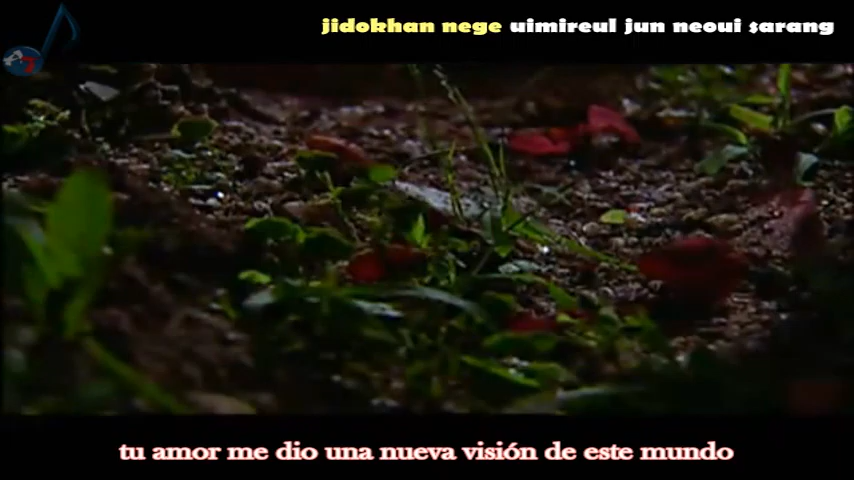 jidokhan nege uimireul jun neoui sarang
tu amor me dio una nueva visión de este mundo